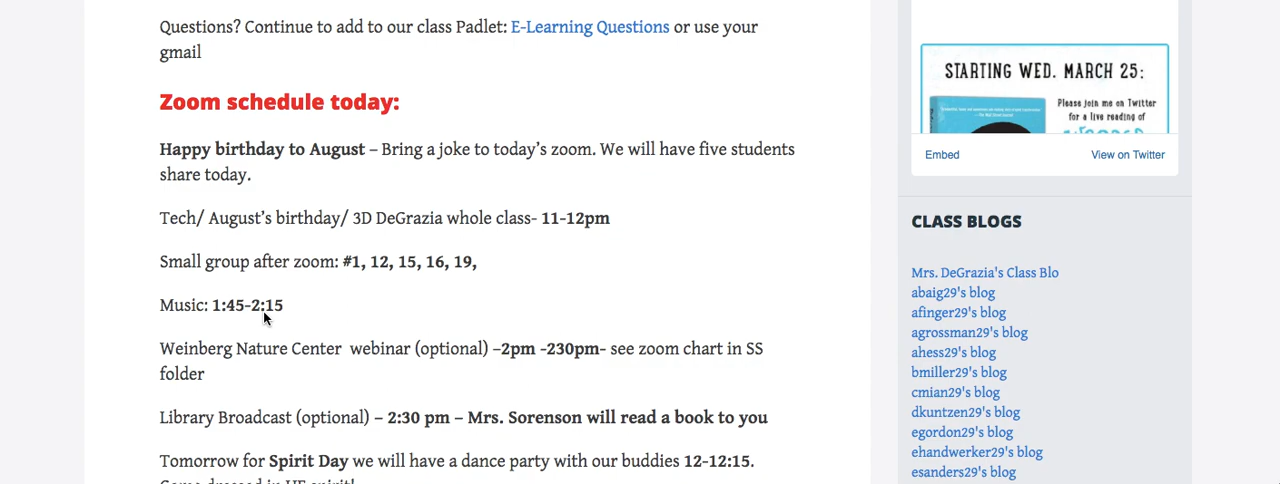 Questions? Continue to add to our class Padlet: E-Learning Questions or use your
gmail
Zoom schedule today:
Happy birthday to August – Bring a joke to today’s zoom. We will have five students
share today.
Tech/ August’s birthday/ 3D DeGrazia whole class- 11-12pm
Small group after zoom: #1, 12, 15, 16, 19,
Music: 1:45-2:15
Weinberg Nature Center webinar (optional) –2pm -230pm- see zoom chart in SS
folder
Library Broadcast (optional) – 2:30 pm – Mrs. Sorenson will read a book to you
Tomorrow for Spirit Day we will have a dance party with our buddies 12-12:15.
STARTING WED. MARCH 25:
Please join me on Twitter
for a live reading of
Embed
View on Twitter
CLASS BLOGS
Mrs. DeGrazia's Class Blo
abaig29's blog
afinger29's blog
agrossman29's blog
ahess29's blog
bmiller29's blog
cmian29's blog
dkuntzen29's blog
egordon29's blog
ehandwerker29's blog
esanders29's blog